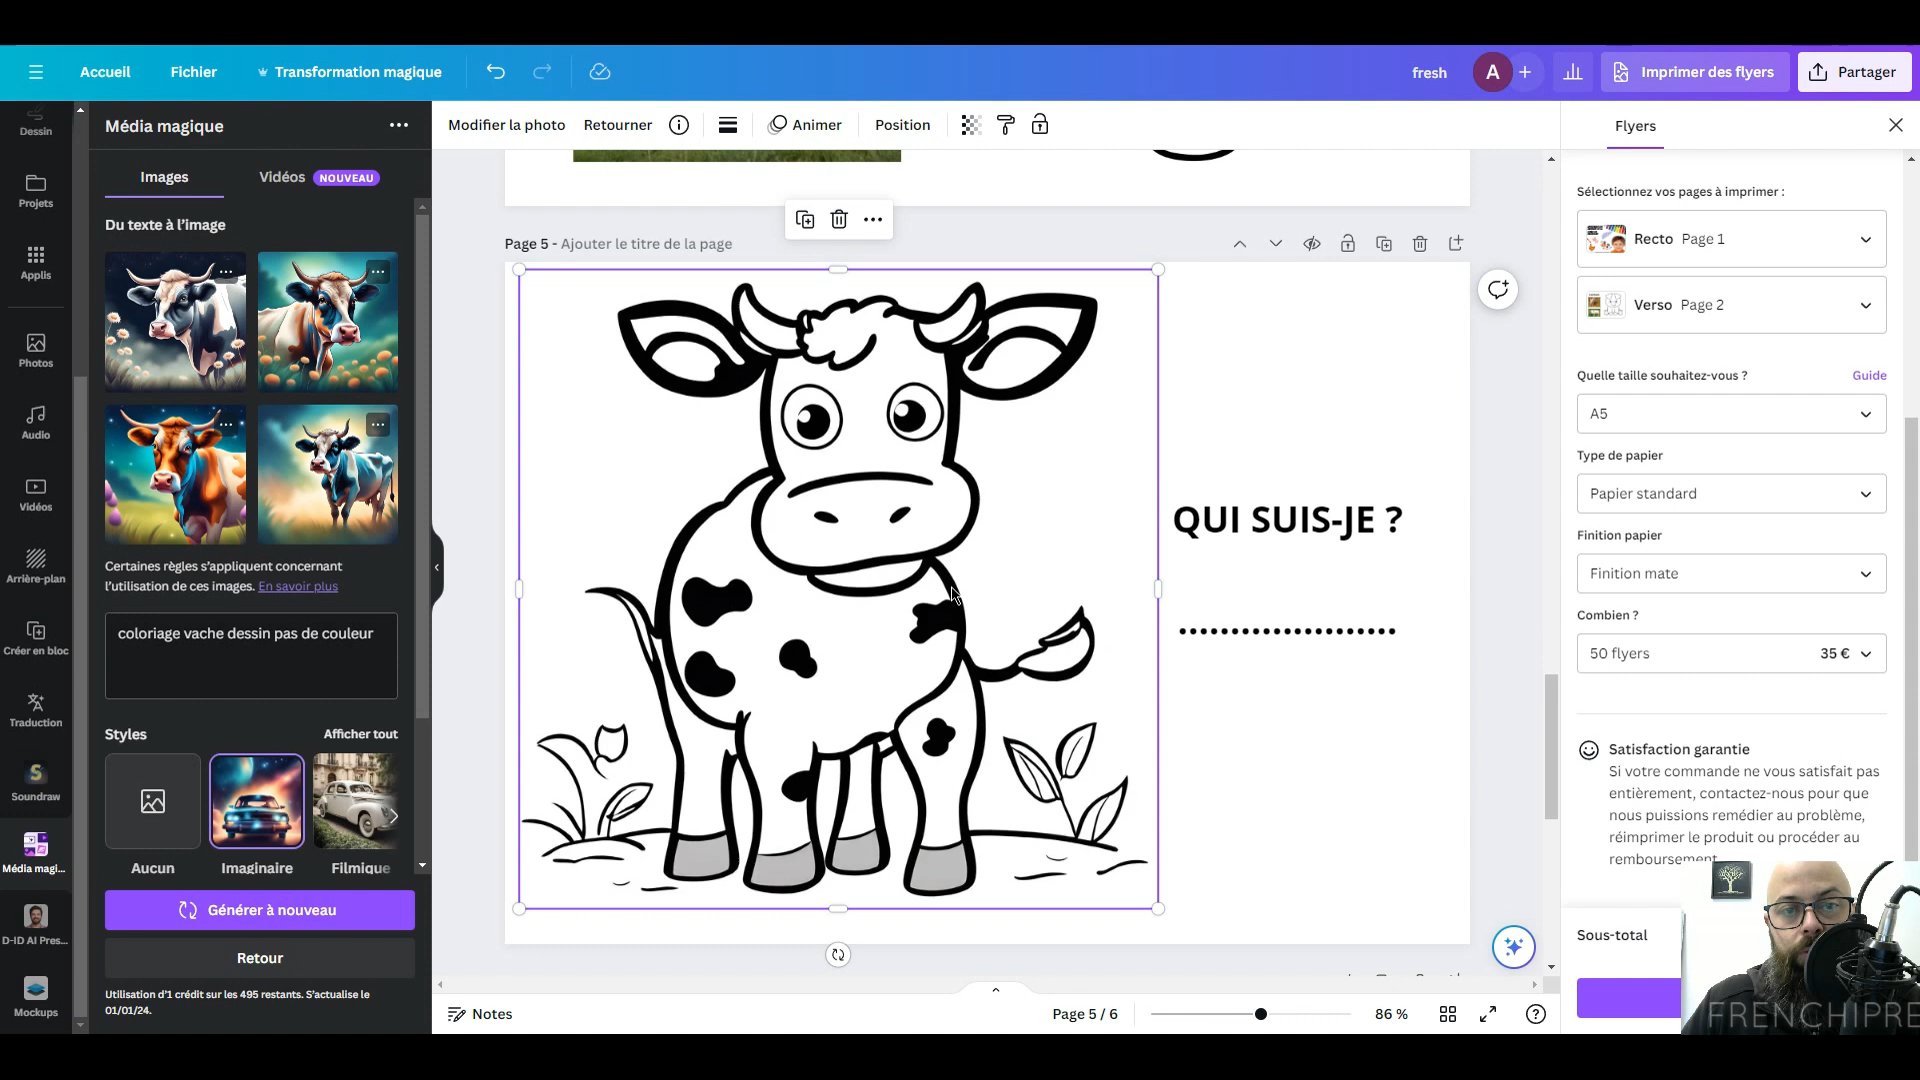 Accueil
Fichier
Transformation magique
fresh
A
Imprimer des flyers
Partager
Dessin
Projets
Applis
Photos
Audio
Vidéos
Arrière-plan
Créer en bloc
Traduction
Soundraw
Média magi...
D-ID AI Pres...
Mockups
Média magique
Images
Vidéos
NOUVEAU
Du texte à l'image
Certaines règles s'appliquent concernant
l'utilisation de ces images. En savoir plus
coloriage vache dessin pas de couleur
Styles
Afficher tout
Aucun
Imaginaire
Filmique
Générer à nouveau
Retour
Utilisation d'1 crédit sur les 495 restants. S'actualise le
01/01/24.
Modifier la photo
Retourner
Animer
Position
Page 5 - Ajouter le titre de la page
QUI SUIS-JE ?
.....................
Notes
Page 5 / 6
86 %
Flyers
Sélectionnez vos pages à imprimer :
Recto Page 1
Verso Page 2
Quelle taille souhaitez-vous ?
Guide
A5
Type de papier
Papier standard
Finition papier
Finition mate
Combien ?
50 flyers
35 €
Satisfaction garantie
Si votre commande ne vous satisfait pas
entièrement, contactez-nous pour que
nous puissions remédier au problème,
réimprimer le produit ou procéder au
remboursement
Sous-total
FRENCHIPRE